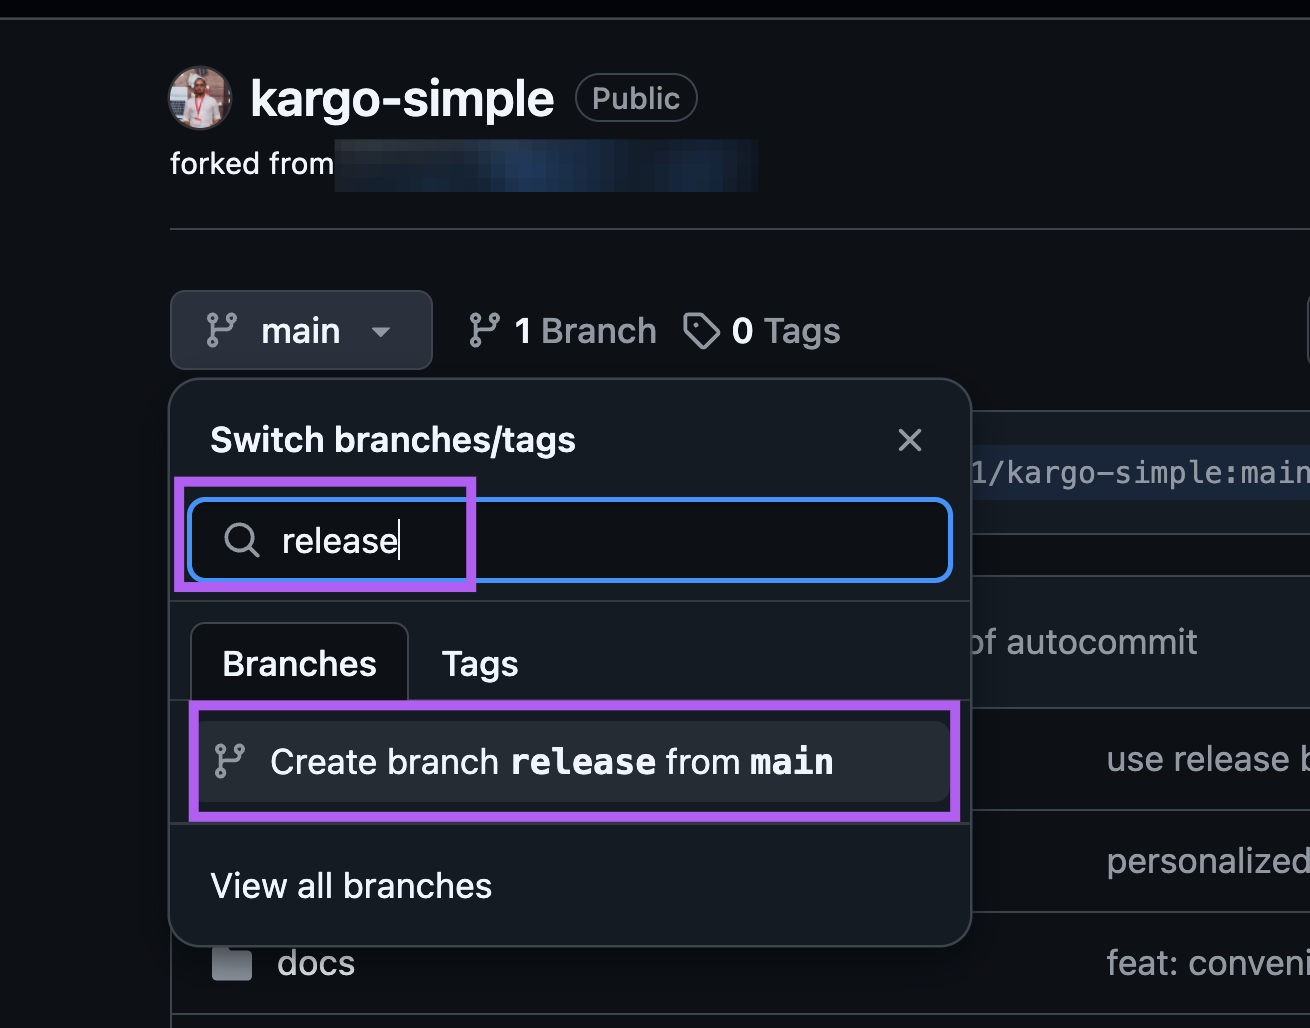 kargo-simple Public
forked from
main 1 Branch 0 Tags
Switch branches/tags
1/kargo-simple:main
release
of autocommit
Branches Tags
Create branch release from main
use release
personalized
View all branches
docs
feat: conveni